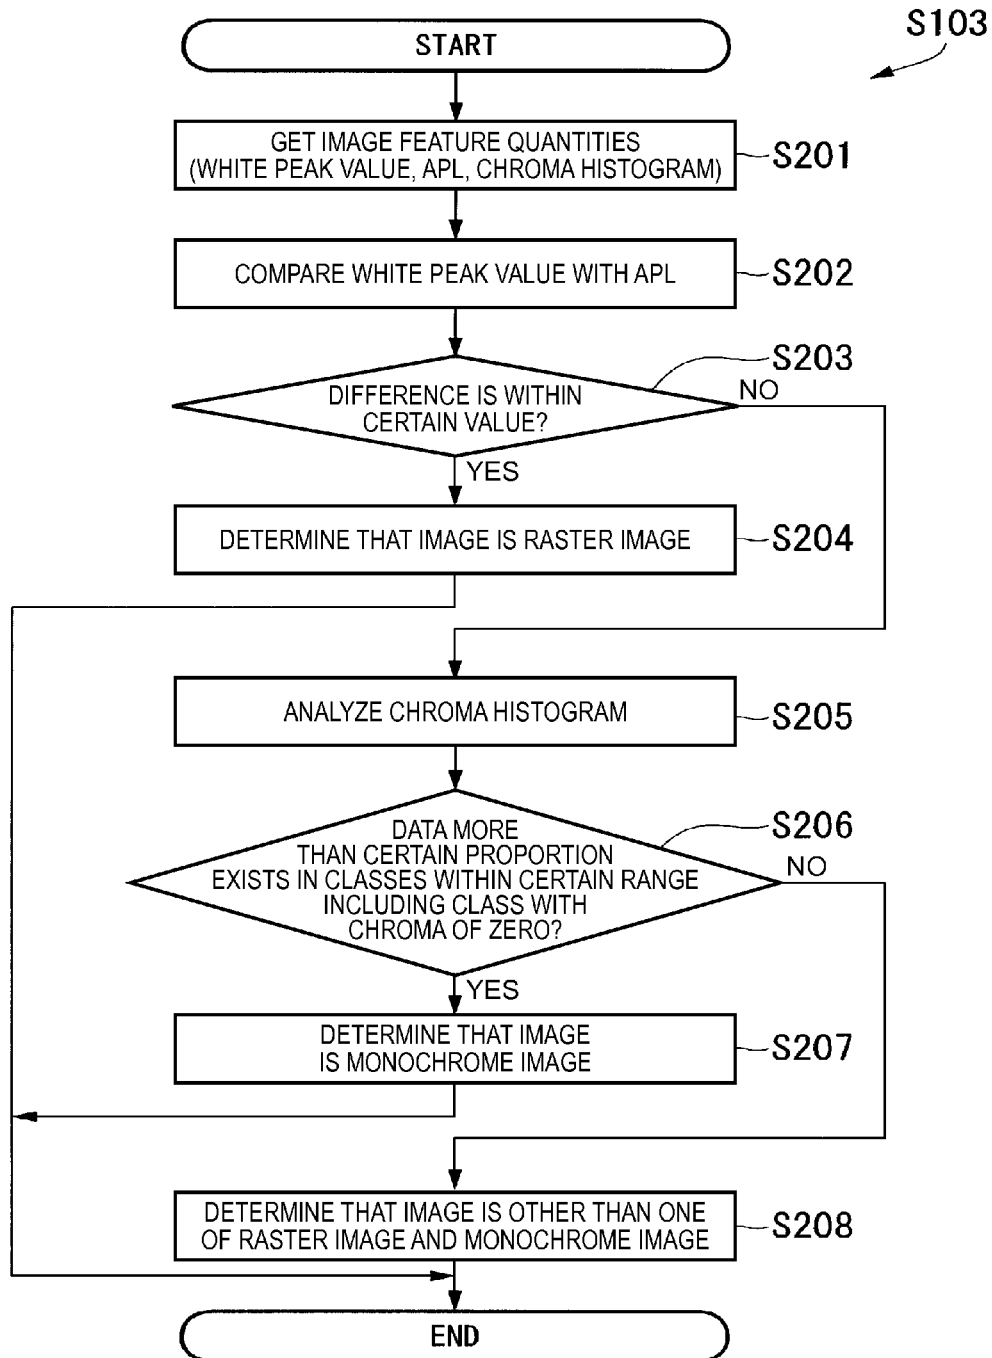 S103
START
GET IMAGE FEATURE QUANTITIES
(WHITE PEAK VALUE, APL, CHROMA HISTOGRAM)
S201
COMPARE WHITE PEAK VALUE WITH APL
S202
S203
DIFFERENCE IS WITHIN
CERTAIN VALUE?
NO
YES
DETERMINE THAT IMAGE IS RASTER IMAGE
S204
ANALYZE CHROMA HISTOGRAM
S205
S206
DATA MORE
THAN CERTAIN PROPORTION
EXISTS IN CLASSES WITHIN CERTAIN RANGE
INCLUDING CLASS WITH
CHROMA OF ZERO?
NO
YES
DETERMINE THAT IMAGE
IS MONOCHROME IMAGE
S207
DETERMINE THAT IMAGE IS OTHER THAN ONE
OF RASTER IMAGE AND MONOCHROME IMAGE
S208
END